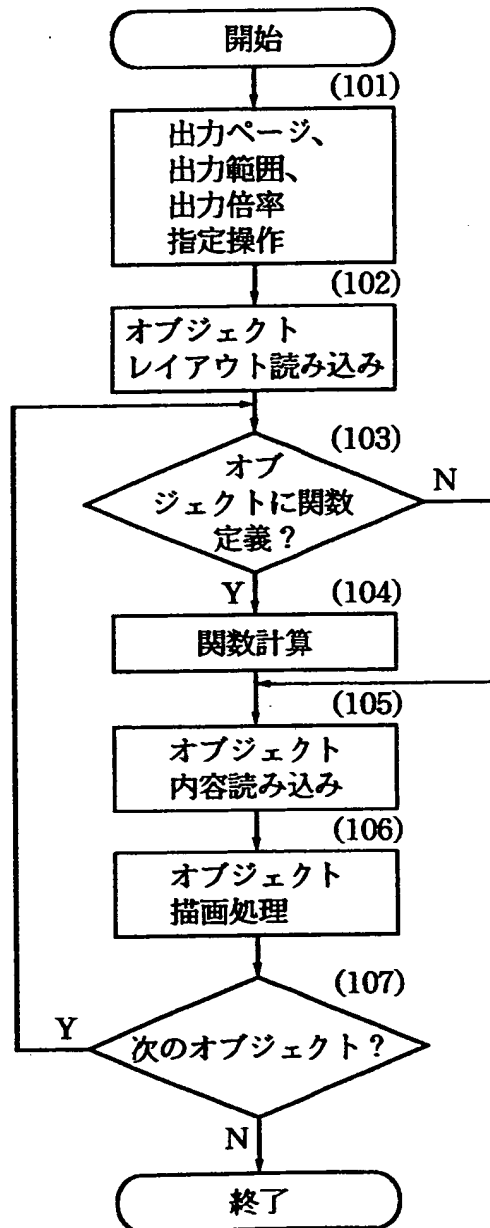 開始
(101)
出力ページ、
出力範囲、
出力倍率
指定操作
(102)
オブジェクト
レイアウト読み込み
(103)
オブ
ジェクトに関数
定義？
N
Y
(104)
関数計算
(105)
オブジェクト
内容読み込み
(106)
オブジェクト
描画処理
(107)
Y
次のオブジェクト？
N
終了